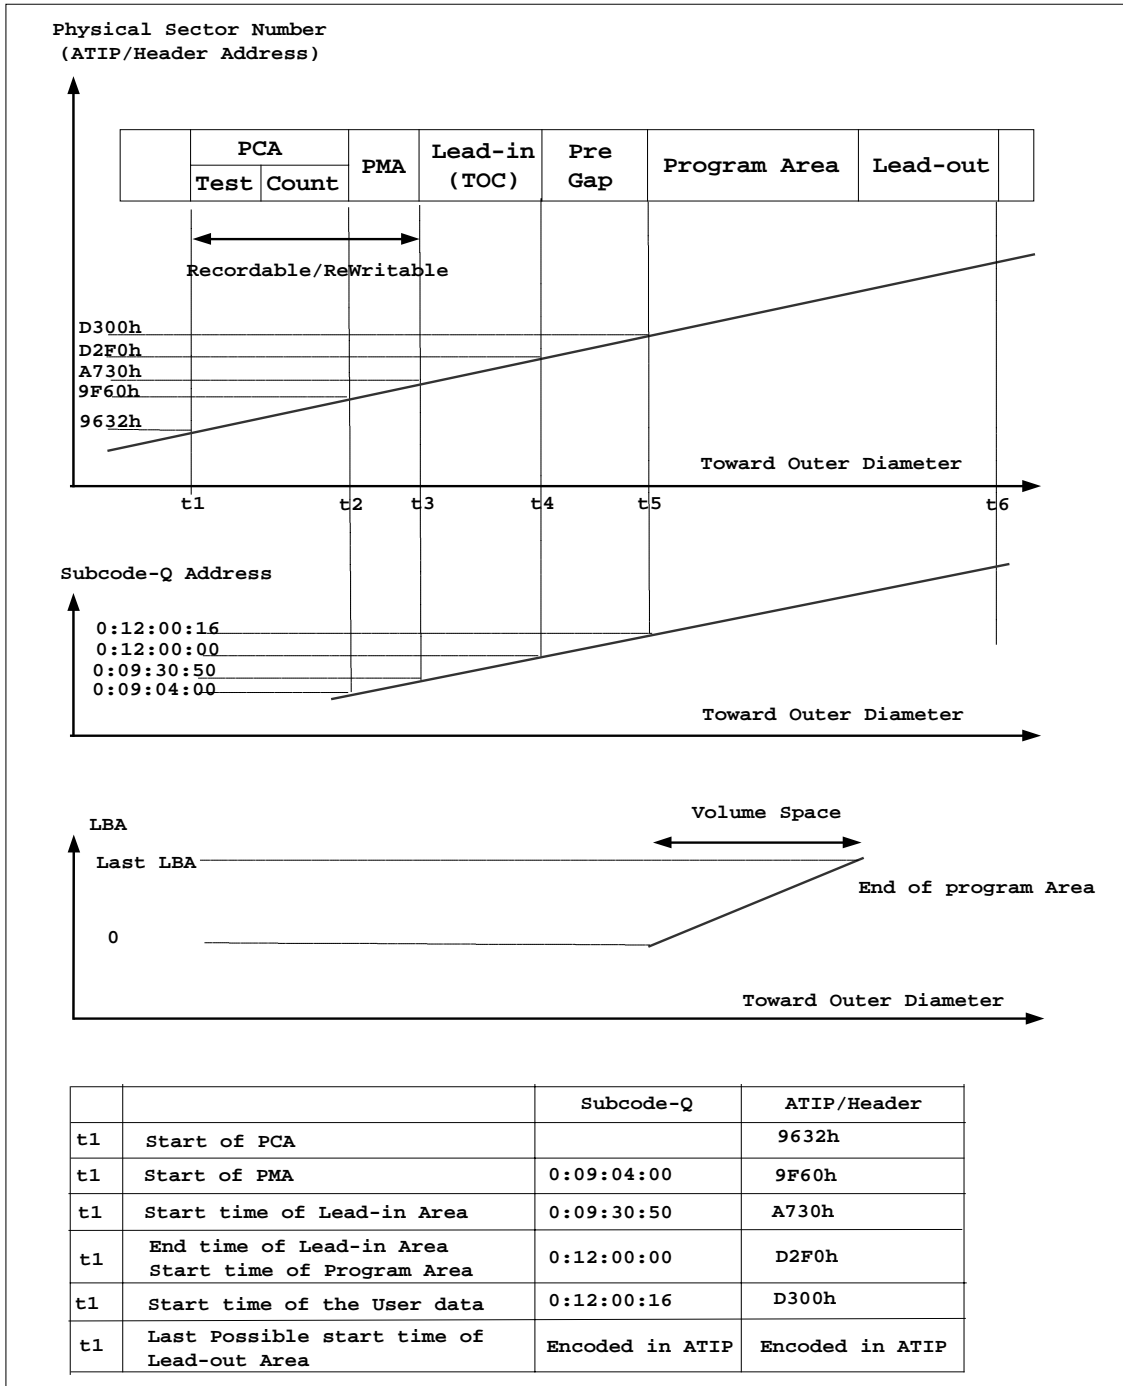 Physical Sector Number
(ATIP/Header Address)
PCA
Test Count
PMA
Lead-in
(TOC)
Pre
Gap
Program Area
Lead-out
Recordable/ReWritable
D300h
D2F0h
A730h
9F60h
9632h
Toward Outer Diameter
t1 t2 t3 t4 t5 t6
Subcode-Q Address
0:12:00:16
0:12:00:00
0:09:30:50
0:09:04:00
Toward Outer Diameter
Volume Space
LBA
Last LBA
End of program Area
0
Toward Outer Diameter
Subcode-Q ATIP/Header
t1 Start of PCA 9632h
t1 Start of PMA 0:09:04:00 9F60h
t1 Start time of Lead-in Area 0:09:30:50 A730h
t1 End time of Lead-in Area
Start time of Program Area 0:12:00:00 D2F0h
t1 Start time of the User data 0:12:00:16 D300h
t1 Last Possible start time of
Lead-out Area Encoded in ATIP Encoded in ATIP